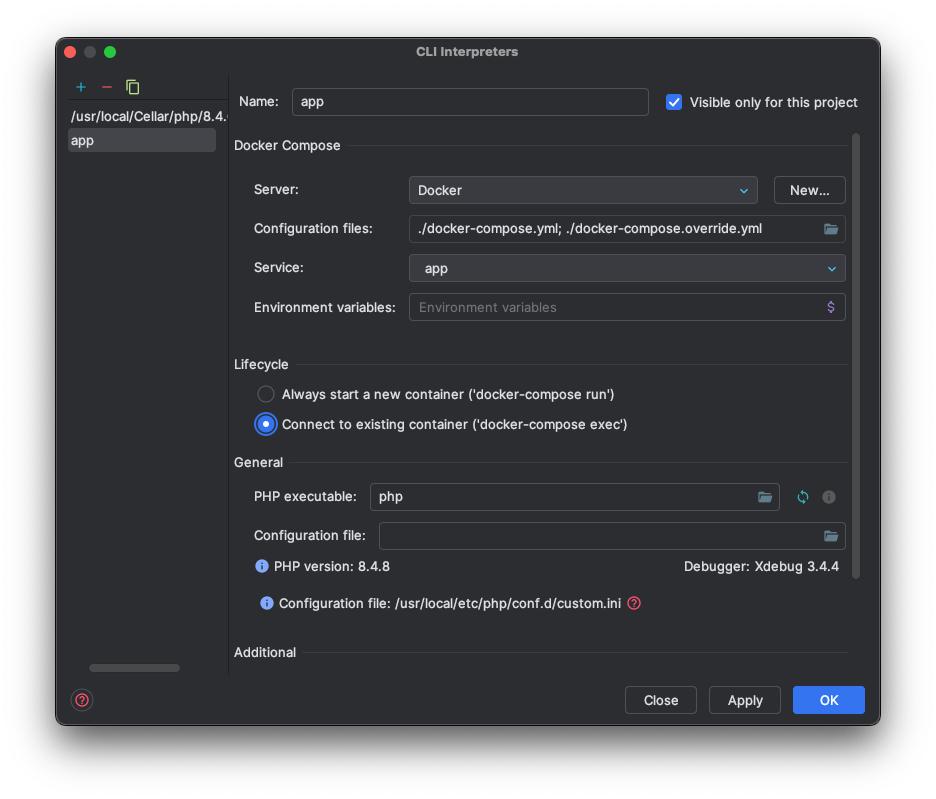 CLI Interpreters
/usr/local/Cellar/php/8.4.
app
Name: app
Visible only for this project
Docker Compose
Server: Docker New...
Configuration files: ./docker-compose.yml; ./docker-compose.override.yml
Service: app
Environment variables: Environment variables $
Lifecycle
Always start a new container ('docker-compose run')
Connect to existing container ('docker-compose exec')
General
PHP executable: php
Configuration file:
PHP version: 8.4.8 Debugger: Xdebug 3.4.4
Configuration file: /usr/local/etc/php/conf.d/custom.ini
Additional
Close Apply OK